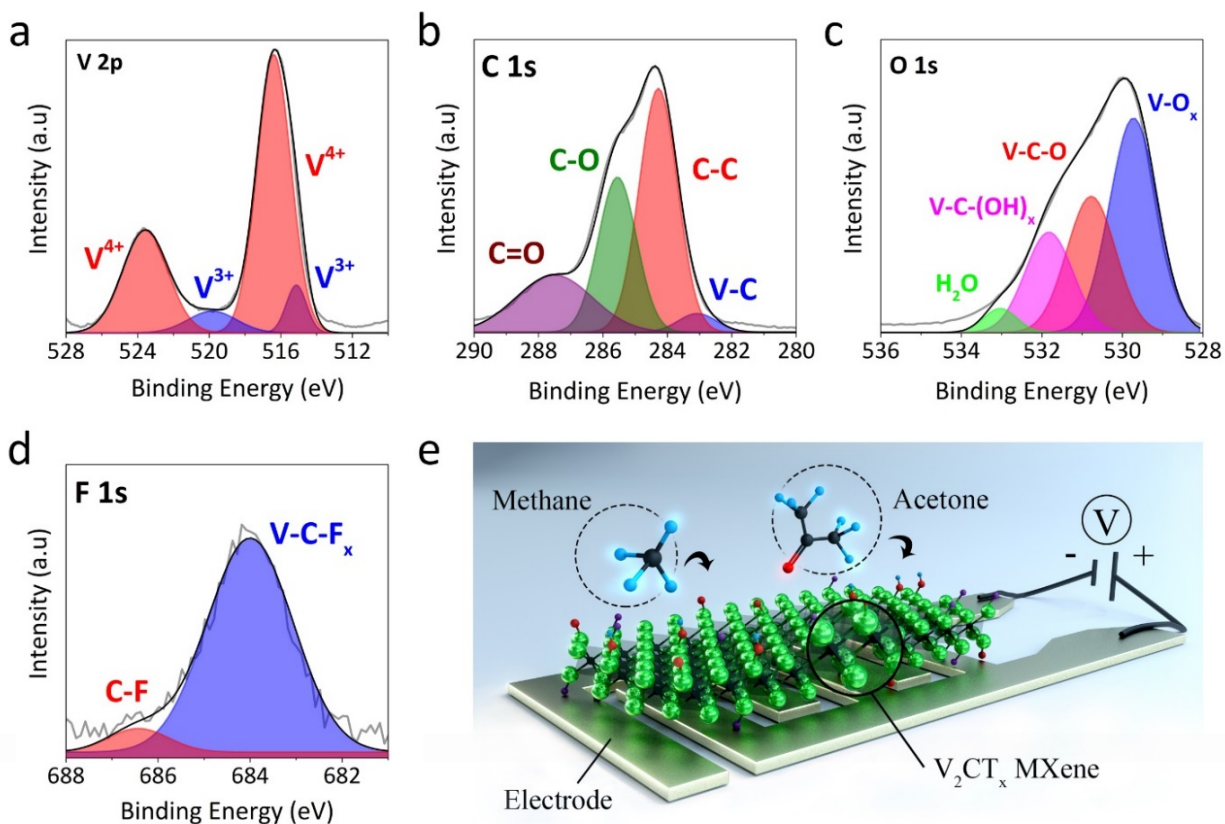 a
V 2p
Intensity (a.u)
V⁴⁺
V³⁺
V⁴⁺
V³⁺
528 524 520 516 512
Binding Energy (eV)
b
C 1s
Intensity (a.u)
C=O
C-O
C-C
V-C
290 288 286 284 282 280
Binding Energy (eV)
c
O 1s
Intensity (a.u)
H₂O
V-C-(OH)ₓ
V-C-O
V-Oₓ
536 534 532 530 528
Binding Energy (eV)
d
F 1s
Intensity (a.u)
C-F
V-C-Fₓ
688 686 684 682
Binding Energy (eV)
e
Methane
Acetone
V
- +
Electrode
V₂CTₓ MXene